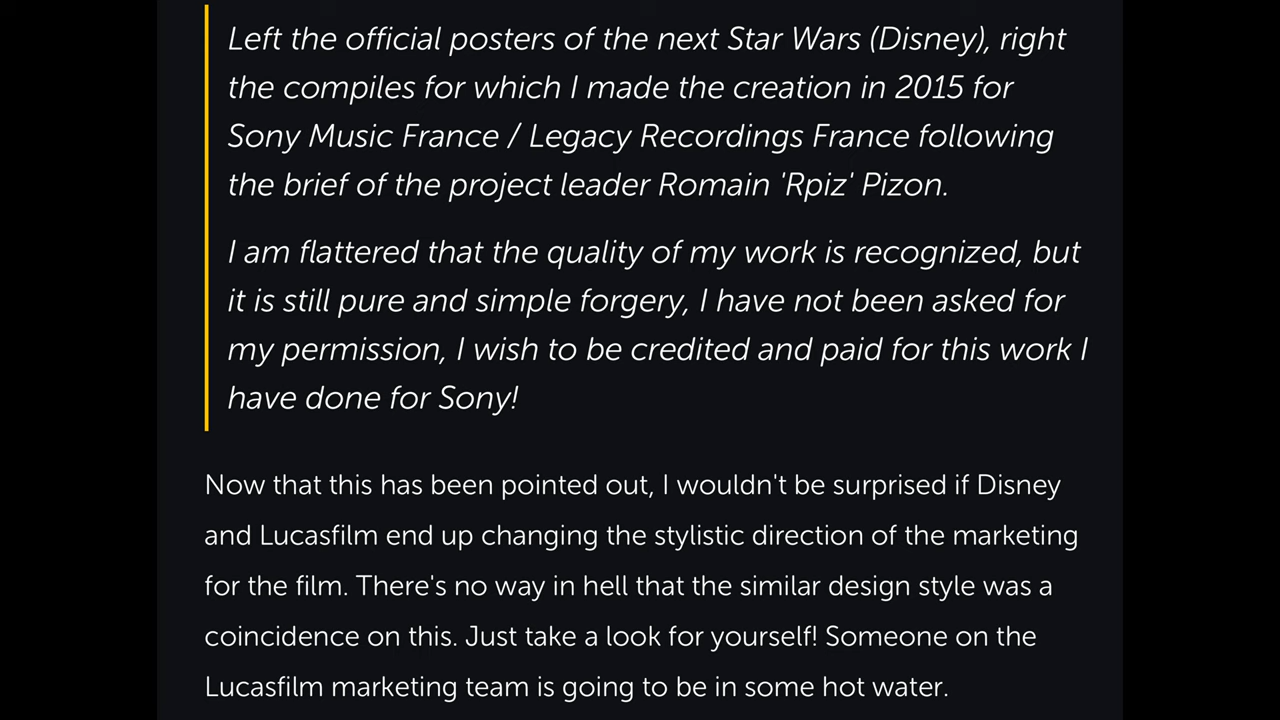 Left the official posters of the next Star Wars (Disney), right
the compiles for which I made the creation in 2015 for
Sony Music France / Legacy Recordings France following
the brief of the project leader Romain 'Rpiz' Pizon.
I am flattered that the quality of my work is recognized, but
it is still pure and simple forgery, I have not been asked for
my permission, I wish to be credited and paid for this work I
have done for Sony!
Now that this has been pointed out, I wouldn't be surprised if Disney
and Lucasfilm end up changing the stylistic direction of the marketing
for the film. There's no way in hell that the similar design style was a
coincidence on this. Just take a look for yourself! Someone on the
Lucasfilm marketing team is going to be in some hot water.